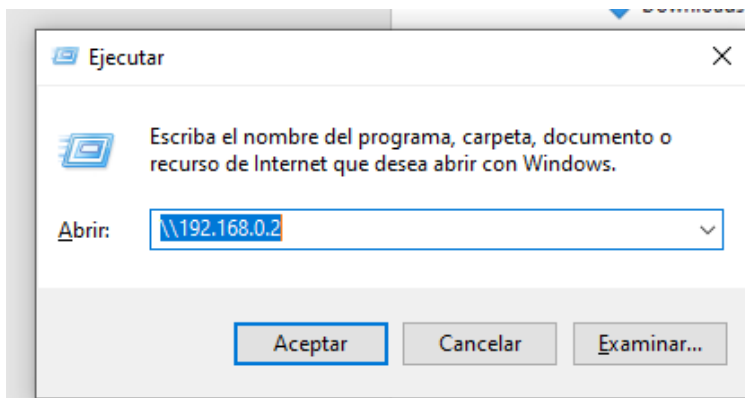 Ejecutar
Escriba el nombre del programa, carpeta, documento o
recurso de Internet que desea abrir con Windows.
Abrir: \\192.168.0.2
Aceptar Cancelar Examinar...